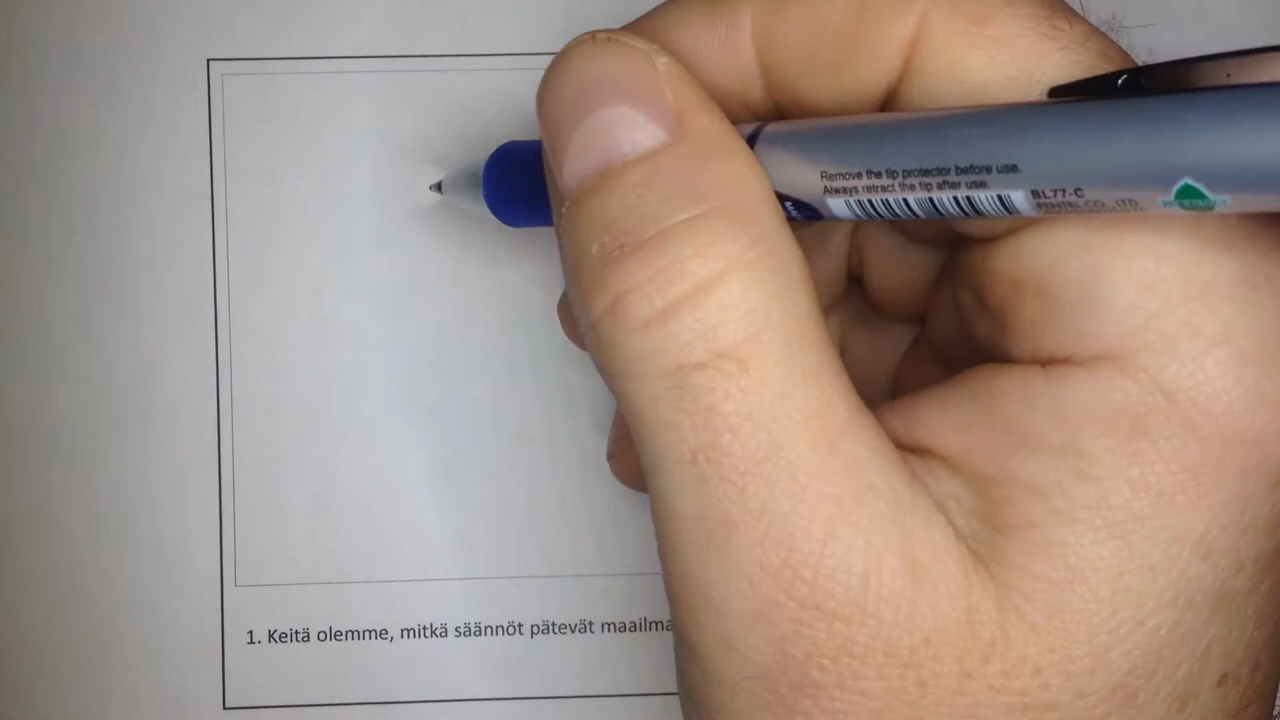 Remove the tip protector before use.
Always retract the tip after use.
BL77-C
PENTEL CO., LTD.
1. Keitä olemme, mitkä säännöt pätevät maailma